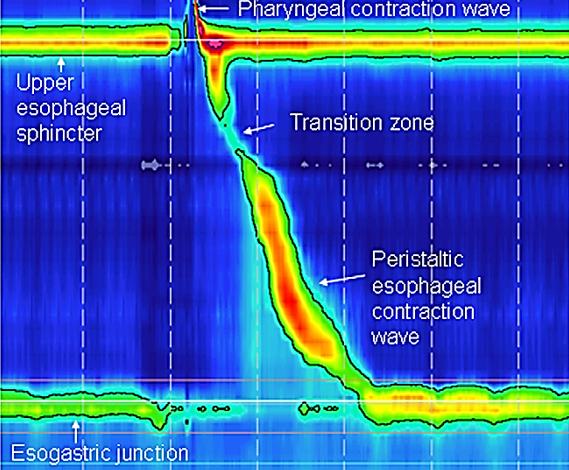 Pharyngeal contraction wave
Upper
esophageal
sphincter
Transition zone
Peristaltic
esophageal
contraction
wave
Esogastric junction